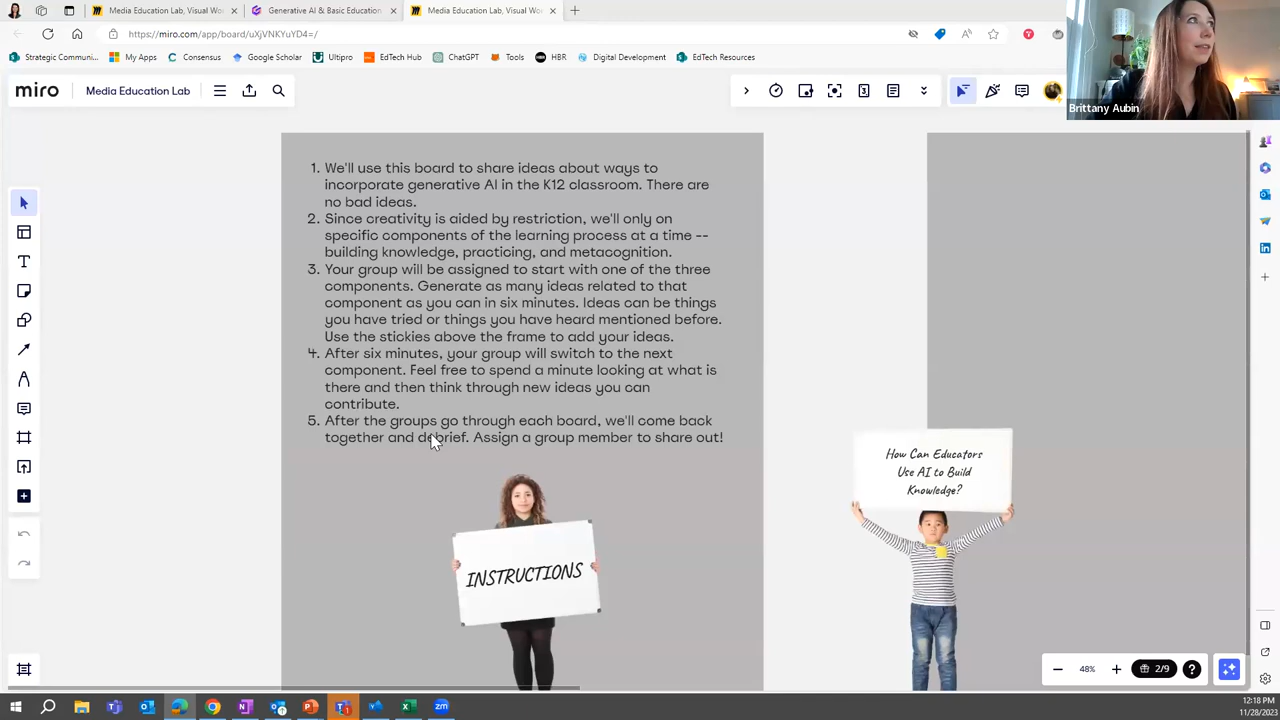 Media Education Lab, Visual Wor
Generative AI & Basic Education
Media Education Lab, Visual Wor
https://miro.com/app/board/uXjVNKYuYD4=/
Strategic Communi...
My Apps
Consensus
Google Scholar
Ultipro
EdTech Hub
ChatGPT
Tools
HBR
Digital Development
EdTech Resources
Brittany Aubin
miro
Media Education Lab
1. We'll use this board to share ideas about ways to
incorporate generative AI in the K12 classroom. There are
no bad ideas.
2. Since creativity is aided by restriction, we'll only on
specific components of the learning process at a time --
building knowledge, practicing, and metacognition.
3. Your group will be assigned to start with one of the three
components. Generate as many ideas related to that
component as you can in six minutes. Ideas can be things
you have tried or things you have heard mentioned before.
Use the stickies above the frame to add your ideas.
4. After six minutes, your group will switch to the next
component. Feel free to spend a minute looking at what is
there and then think through new ideas you can
contribute.
5. After the groups go through each board, we'll come back
together and debrief. Assign a group member to share out!
How Can Educators
Use AI to Build
Knowledge?
INSTRUCTIONS
48%
2/9
12:18 PM
11/28/2023